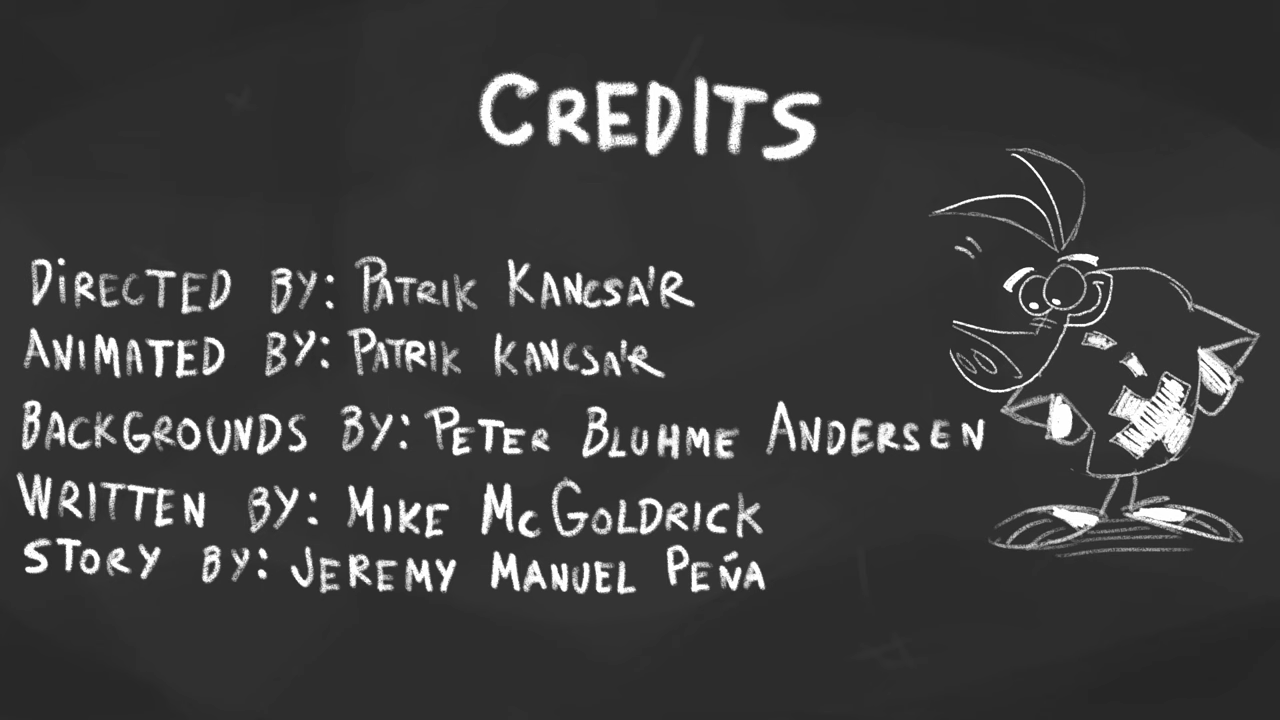 CREDITS
DiRECTED BY: PATRIK KANCSA'R
ANIMATED BY: PATRIK KANCSA'R
BACKGROUNDS BY: PETER BLUHME ANDERSEN
WRITTEN BY: MIKE McGOLDRICK
STORY BY: JEREMY MANUEL PEÑA